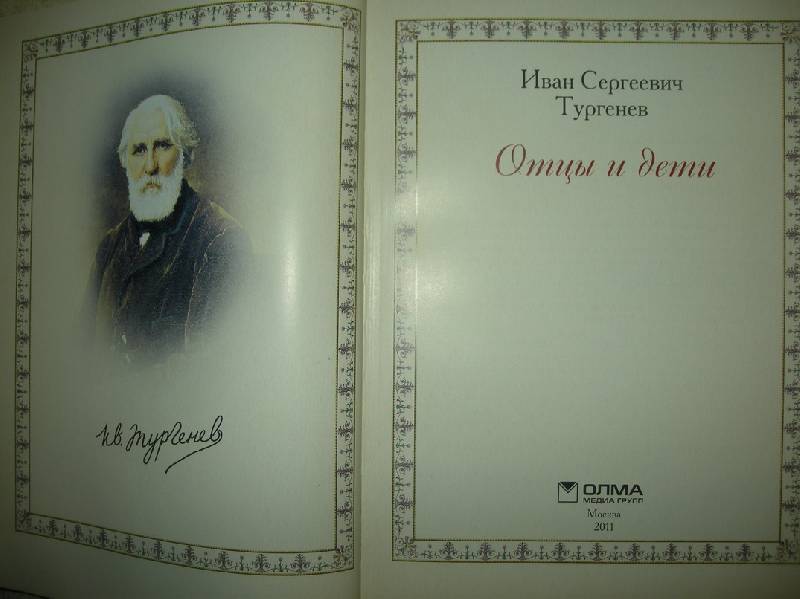 Ив. Тургенев
Иван Сергеевич
Тургенев
Отцы и дети
ОЛМА
МЕДИА ГРУПП
Москва
2011